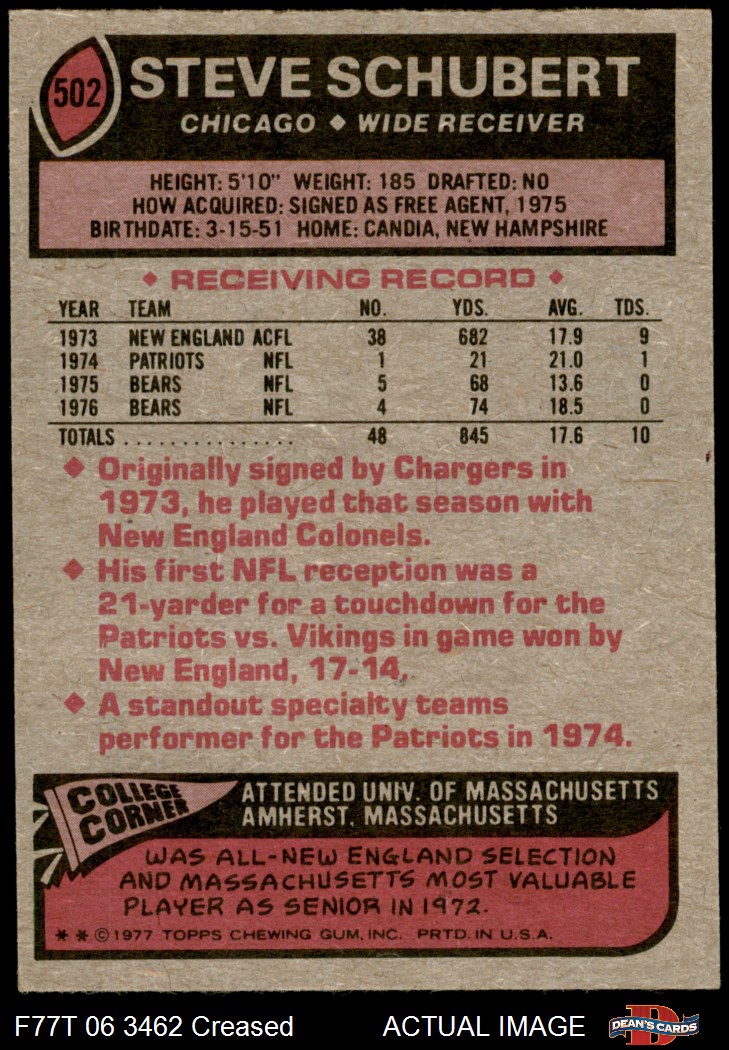 502 STEVE SCHUBERT
CHICAGO ◆ WIDE RECEIVER
HEIGHT: 5'10" WEIGHT: 185 DRAFTED: NO
HOW ACQUIRED: SIGNED AS FREE AGENT, 1975
BIRTHDATE: 3-15-51 HOME: CANDIA, NEW HAMPSHIRE
◆ RECEIVING RECORD ◆
YEAR TEAM NO. YDS. AVG. TDS.
1973 NEW ENGLAND ACFL 38 682 17.9 9
1974 PATRIOTS NFL 1 21 21.0 1
1975 BEARS NFL 5 68 13.6 0
1976 BEARS NFL 4 74 18.5 0
TOTALS ............... 48 845 17.6 10
◆ Originally signed by Chargers in
1973, he played that season with
New England Colonels.
◆ His first NFL reception was a
21-yarder for a touchdown for the
Patriots vs. Vikings in game won by
New England, 17-14.
◆ A standout specialty teams
performer for the Patriots in 1974.
COLLEGE
CORNER
ATTENDED UNIV. OF MASSACHUSETTS
AMHERST, MASSACHUSETTS
WAS ALL-NEW ENGLAND SELECTION
AND MASSACHUSETTS MOST VALUABLE
PLAYER AS SENIOR IN 1972.
** © 1977 TOPPS CHEWING GUM, INC. PRTD. IN U.S.A.
F77T 06 3462 Creased ACTUAL IMAGE
D
DEAN'S CARDS